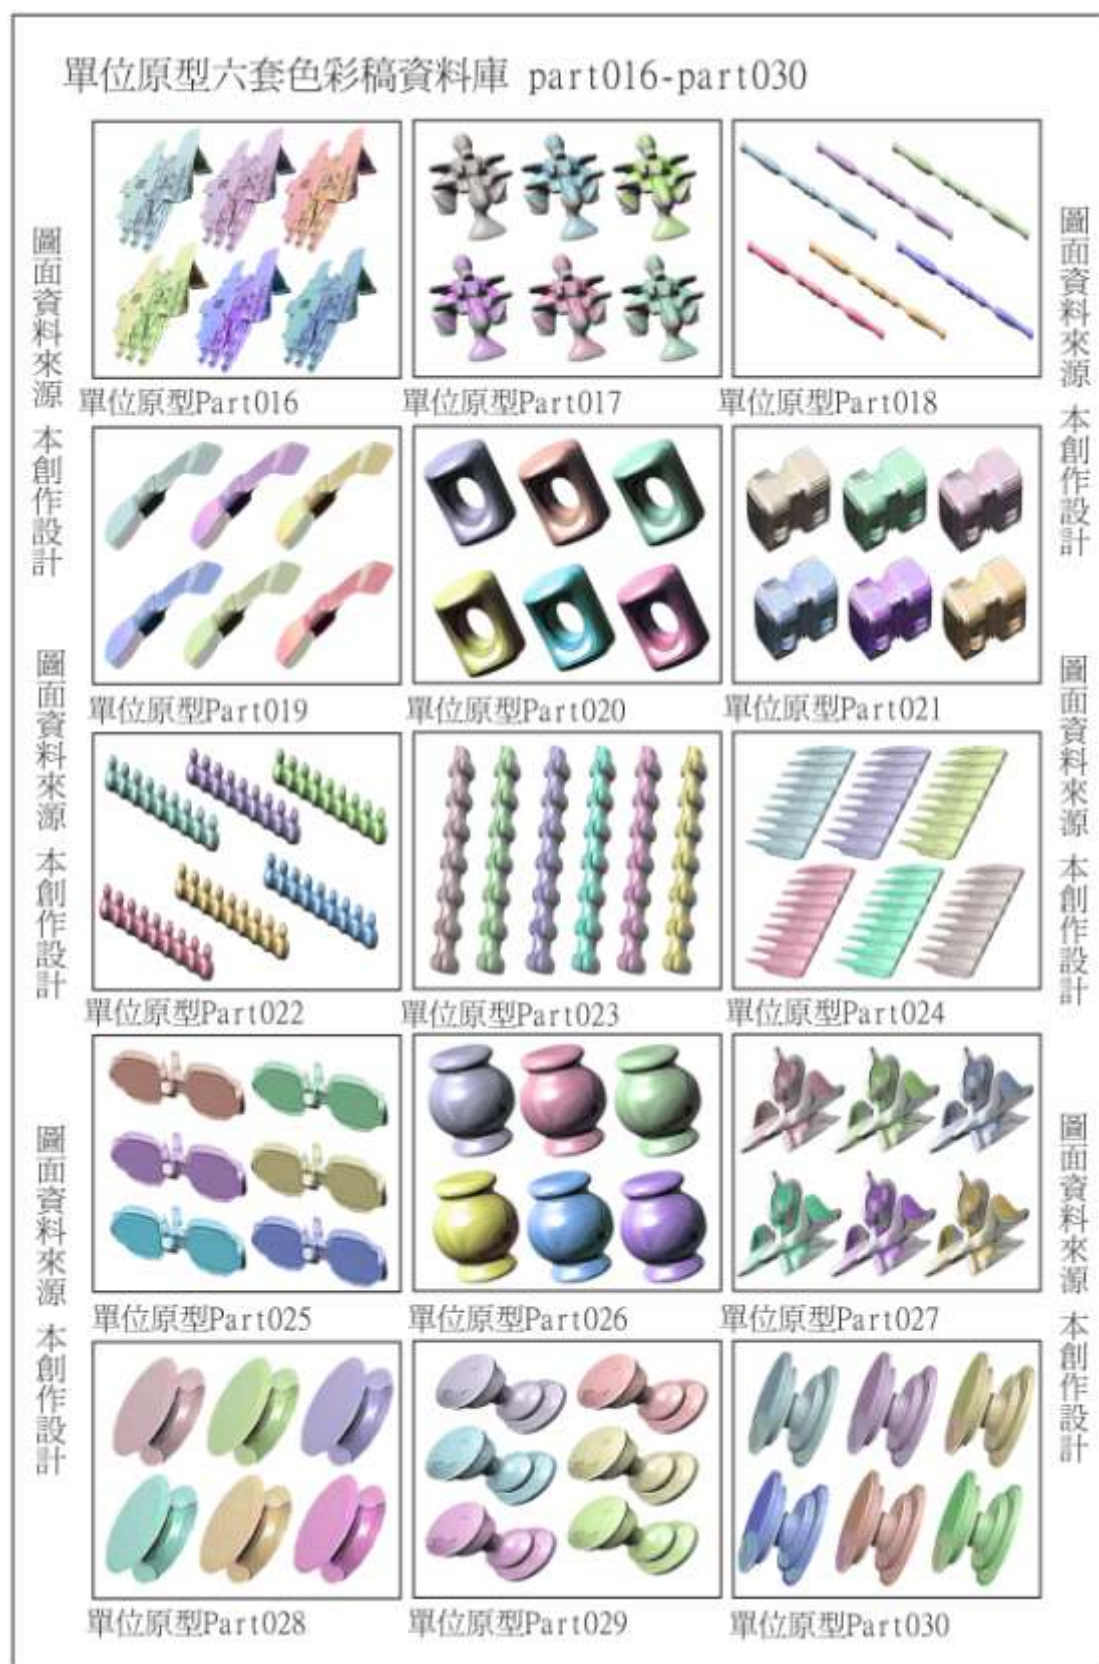 單位原型六套色彩稿資料庫 part016-part030
單位原型Part016
單位原型Part017
單位原型Part018
單位原型Part019
單位原型Part020
單位原型Part021
單位原型Part022
單位原型Part023
單位原型Part024
單位原型Part025
單位原型Part026
單位原型Part027
單位原型Part028
單位原型Part029
單位原型Part030
圖面資料來源 本創作設計
圖面資料來源 本創作設計
圖面資料來源 本創作設計
圖面資料來源 本創作設計
圖面資料來源 本創作設計
圖面資料來源 本創作設計